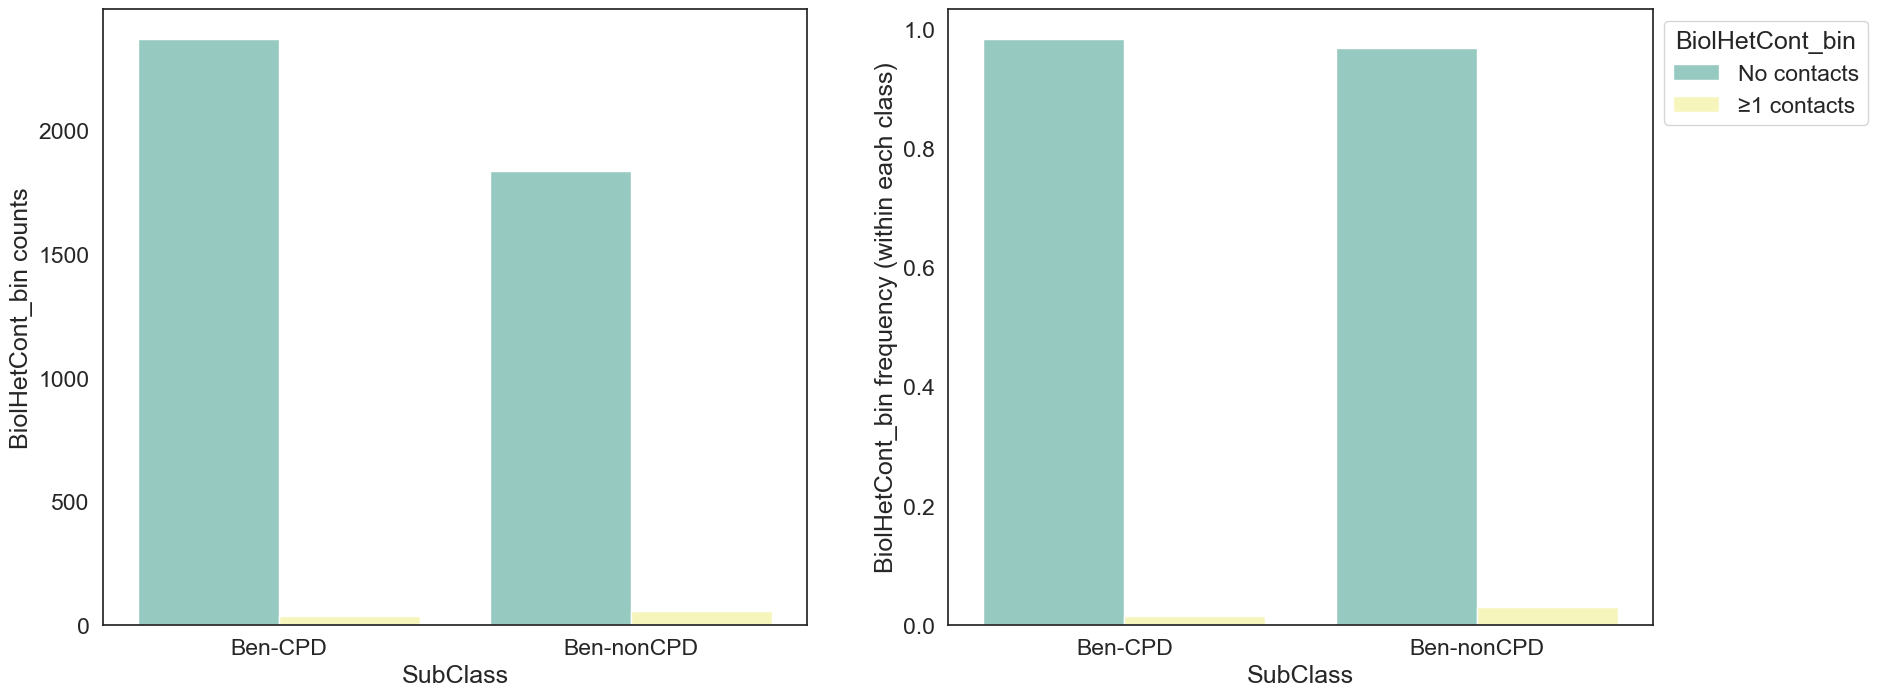 BiolHetCont_bin counts
2000
1500
1000
500
0
Ben-CPD
Ben-nonCPD
SubClass
BiolHetCont_bin frequency (within each class)
1.0
0.8
0.6
0.4
0.2
0.0
Ben-CPD
Ben-nonCPD
SubClass
BiolHetCont_bin
No contacts
≥1 contacts